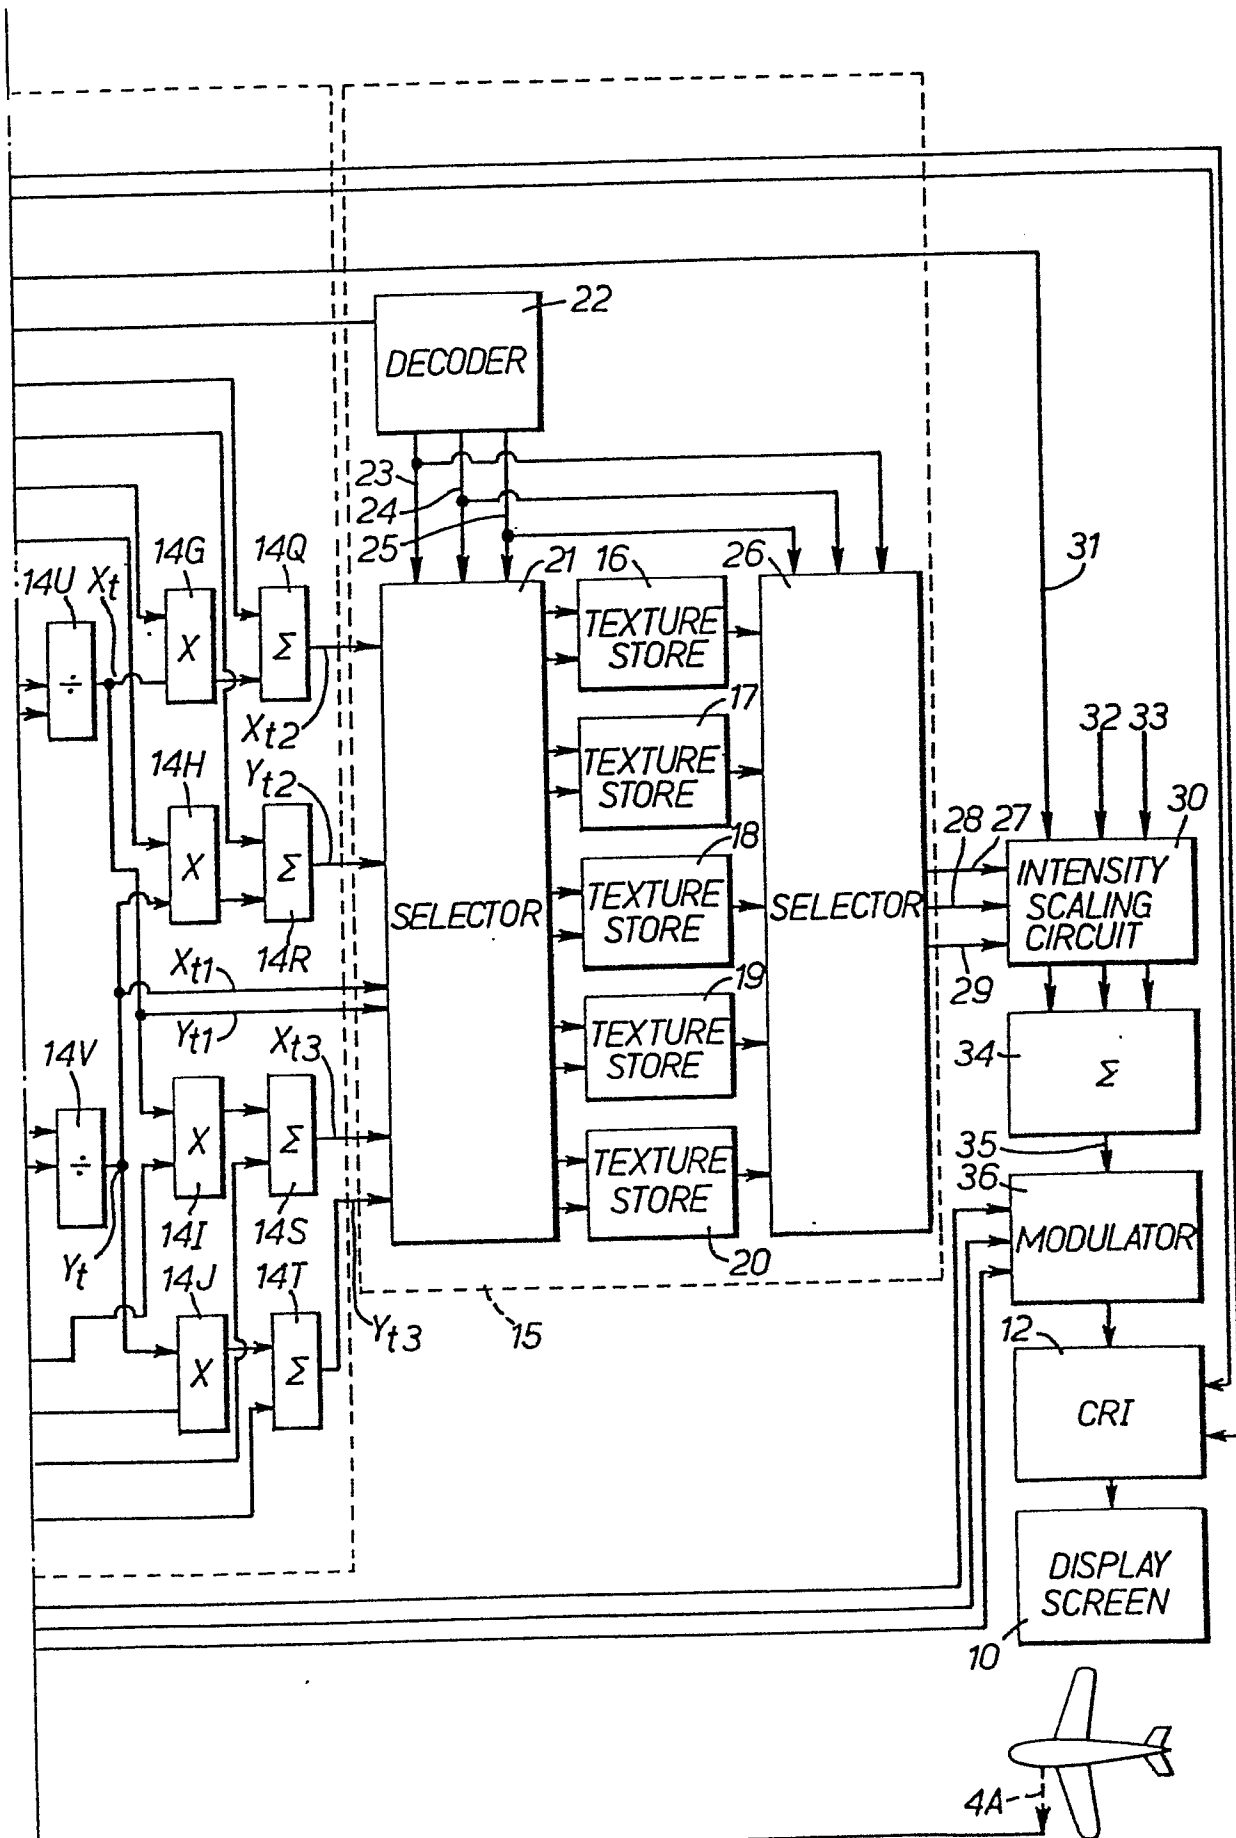 22
DECODER
23
24
25
14G
14Q
21
16
26
31
14U
Xt
X
Σ
TEXTURE
STORE
÷
17
Xt2
32 33
14H
Yt2
TEXTURE
STORE
30
18
28 27
X
Σ
INTENSITY
SCALING
CIRCUIT
SELECTOR
TEXTURE
STORE
SELECTOR
14R
Xt1
19
29
Yt1
Xt3
14V
TEXTURE
STORE
34
Σ
X
Σ
35
÷
TEXTURE
STORE
36
14I
14S
MODULATOR
Yt
14J
14T
20
15
Yt3
12
X
Σ
CRI
DISPLAY
SCREEN
10
4A